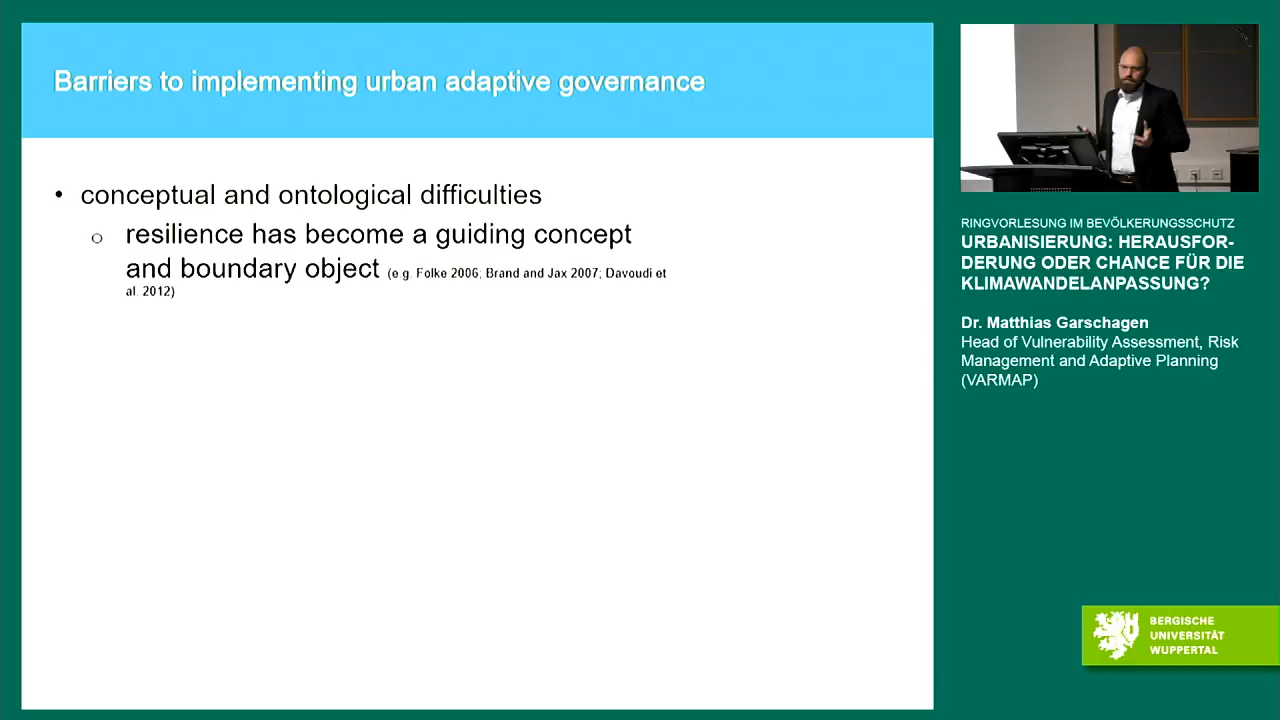 Barriers to implementing urban adaptive governance
• conceptual and ontological difficulties
o resilience has become a guiding concept
and boundary object (e.g. Folke 2006; Brand and Jax 2007; Davoudi et
al. 2012)
RINGVORLESUNG IM BEVÖLKERUNGSSCHUTZ
URBANISIERUNG: HERAUSFOR-
DERUNG ODER CHANCE FÜR DIE
KLIMAWANDELANPASSUNG?
Dr. Matthias Garschagen
Head of Vulnerability Assessment, Risk
Management and Adaptive Planning
(VARMAP)
BERGISCHE
UNIVERSITÄT
WUPPERTAL